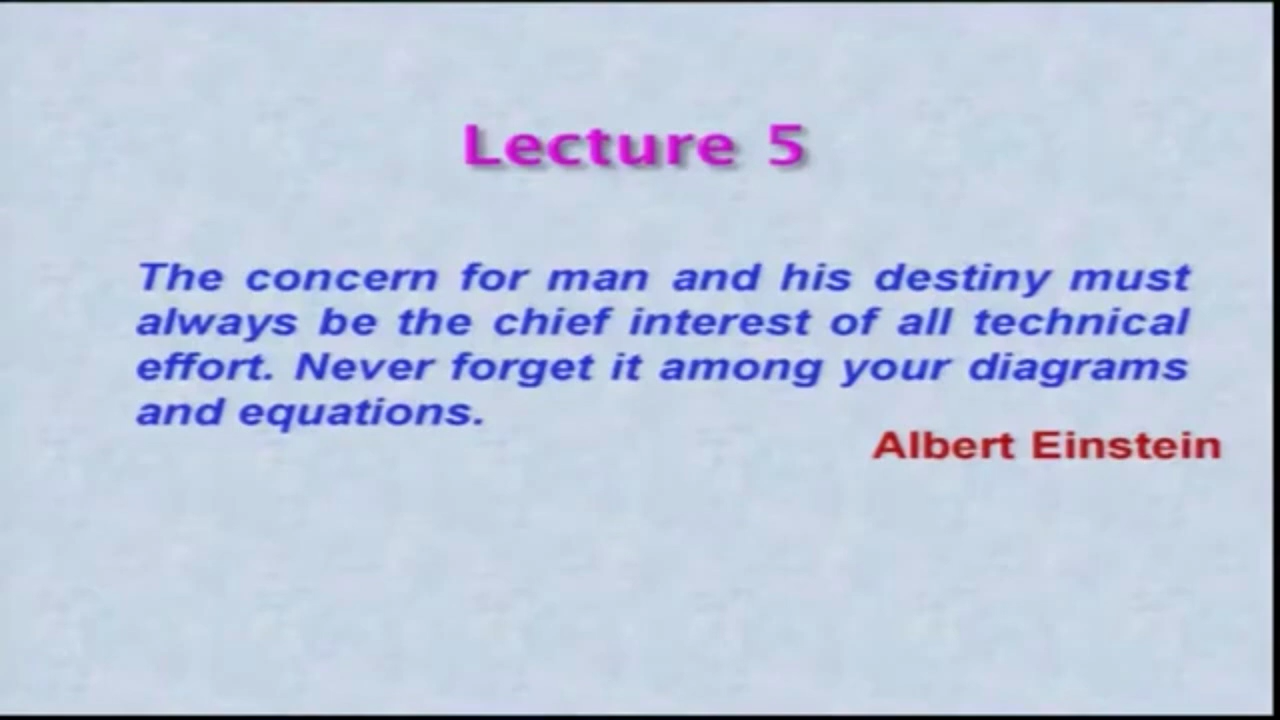 Lecture 5
The concern for man and his destiny must
always be the chief interest of all technical
effort. Never forget it among your diagrams
and equations.
Albert Einstein